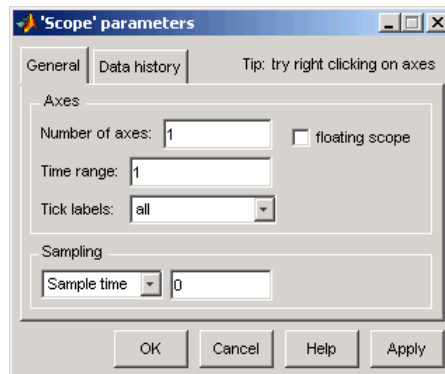 'Scope' parameters
General Data history Tip: try right clicking on axes
Axes
Number of axes: 1 floating scope
Time range: 1
Tick labels: all
Sampling
Sample time 0
OK Cancel Help Apply